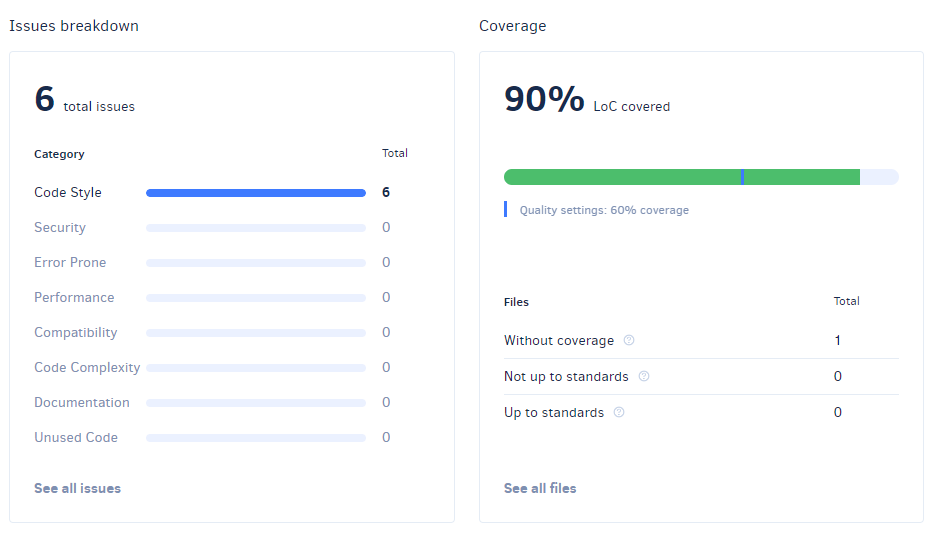 Issues breakdown
6 total issues
Category Total
Code Style 6
Security 0
Error Prone 0
Performance 0
Compatibility 0
Code Complexity 0
Documentation 0
Unused Code 0
See all issues
Coverage
90% LoC covered
Quality settings: 60% coverage
Files Total
Without coverage ? 1
Not up to standards ? 0
Up to standards ? 0
See all files